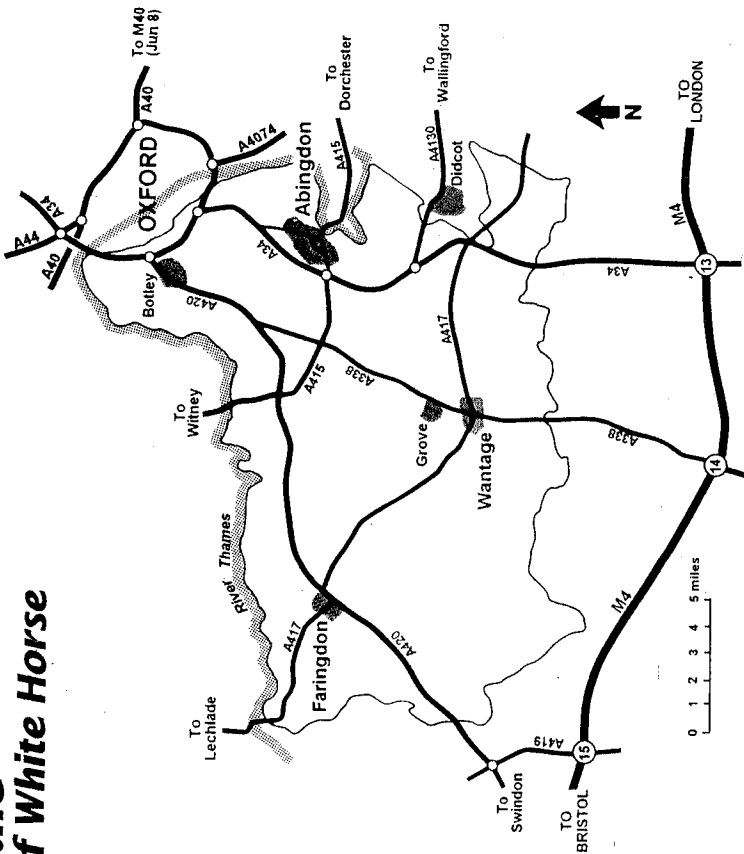 f White Horse
To
Lechlade
A417
River Thames
To
Witney
A415
A44
A34
A40
OXFORD
A40
To M40
(Jun 8)
A4074
Botley
A420
A34
Abingdon
A415
To
Dorchester
A338
Faringdon
A420
Grove
Wantage
A417
A4130
Didcot
To
Wallingford
To
Swindon
A419
A338
A34
N
TO
BRISTOL
15
M4
14
13
M4
TO
LONDON
0 1 2 3 4 5 miles